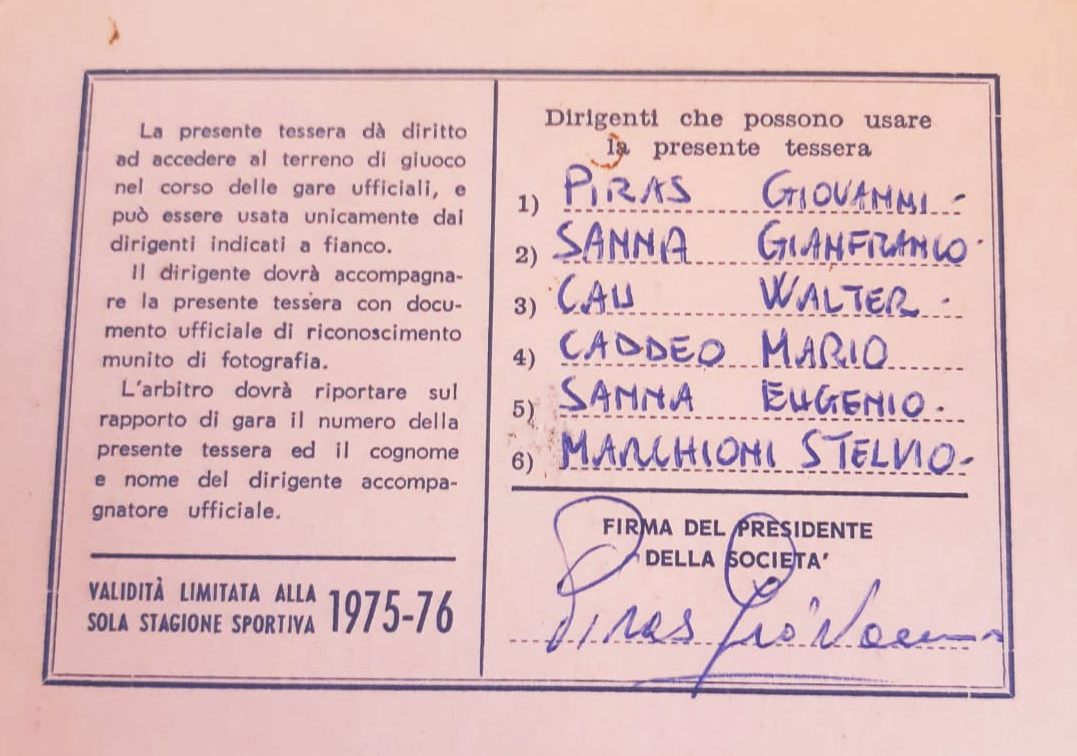 La presente tessera dà diritto
ad accedere al terreno di giuoco
nel corso delle gare ufficiali, e
può essere usata unicamente dai
dirigenti indicati a fianco.
Il dirigente dovrà accompagna-
re la presente tessera con docu-
mento ufficiale di riconoscimento
munito di fotografia.
L'arbitro dovrà riportare sul
rapporto di gara il numero della
presente tessera ed il cognome
e nome del dirigente accompa-
gnatore ufficiale.
VALIDITÀ LIMITATA ALLA
SOLA STAGIONE SPORTIVA 1975-76
Dirigenti che possono usare
la presente tessera
1) PIRAS GIOVANNI -
2) SANNA GIANFRANCO
3) CAU WALTER
4) CADDEO MARIO
5) SANNA EUGENIO.
6) MARCHIONI STELVIO-
FIRMA DEL PRESIDENTE
DELLA SOCIETA'
Piras Giovanni